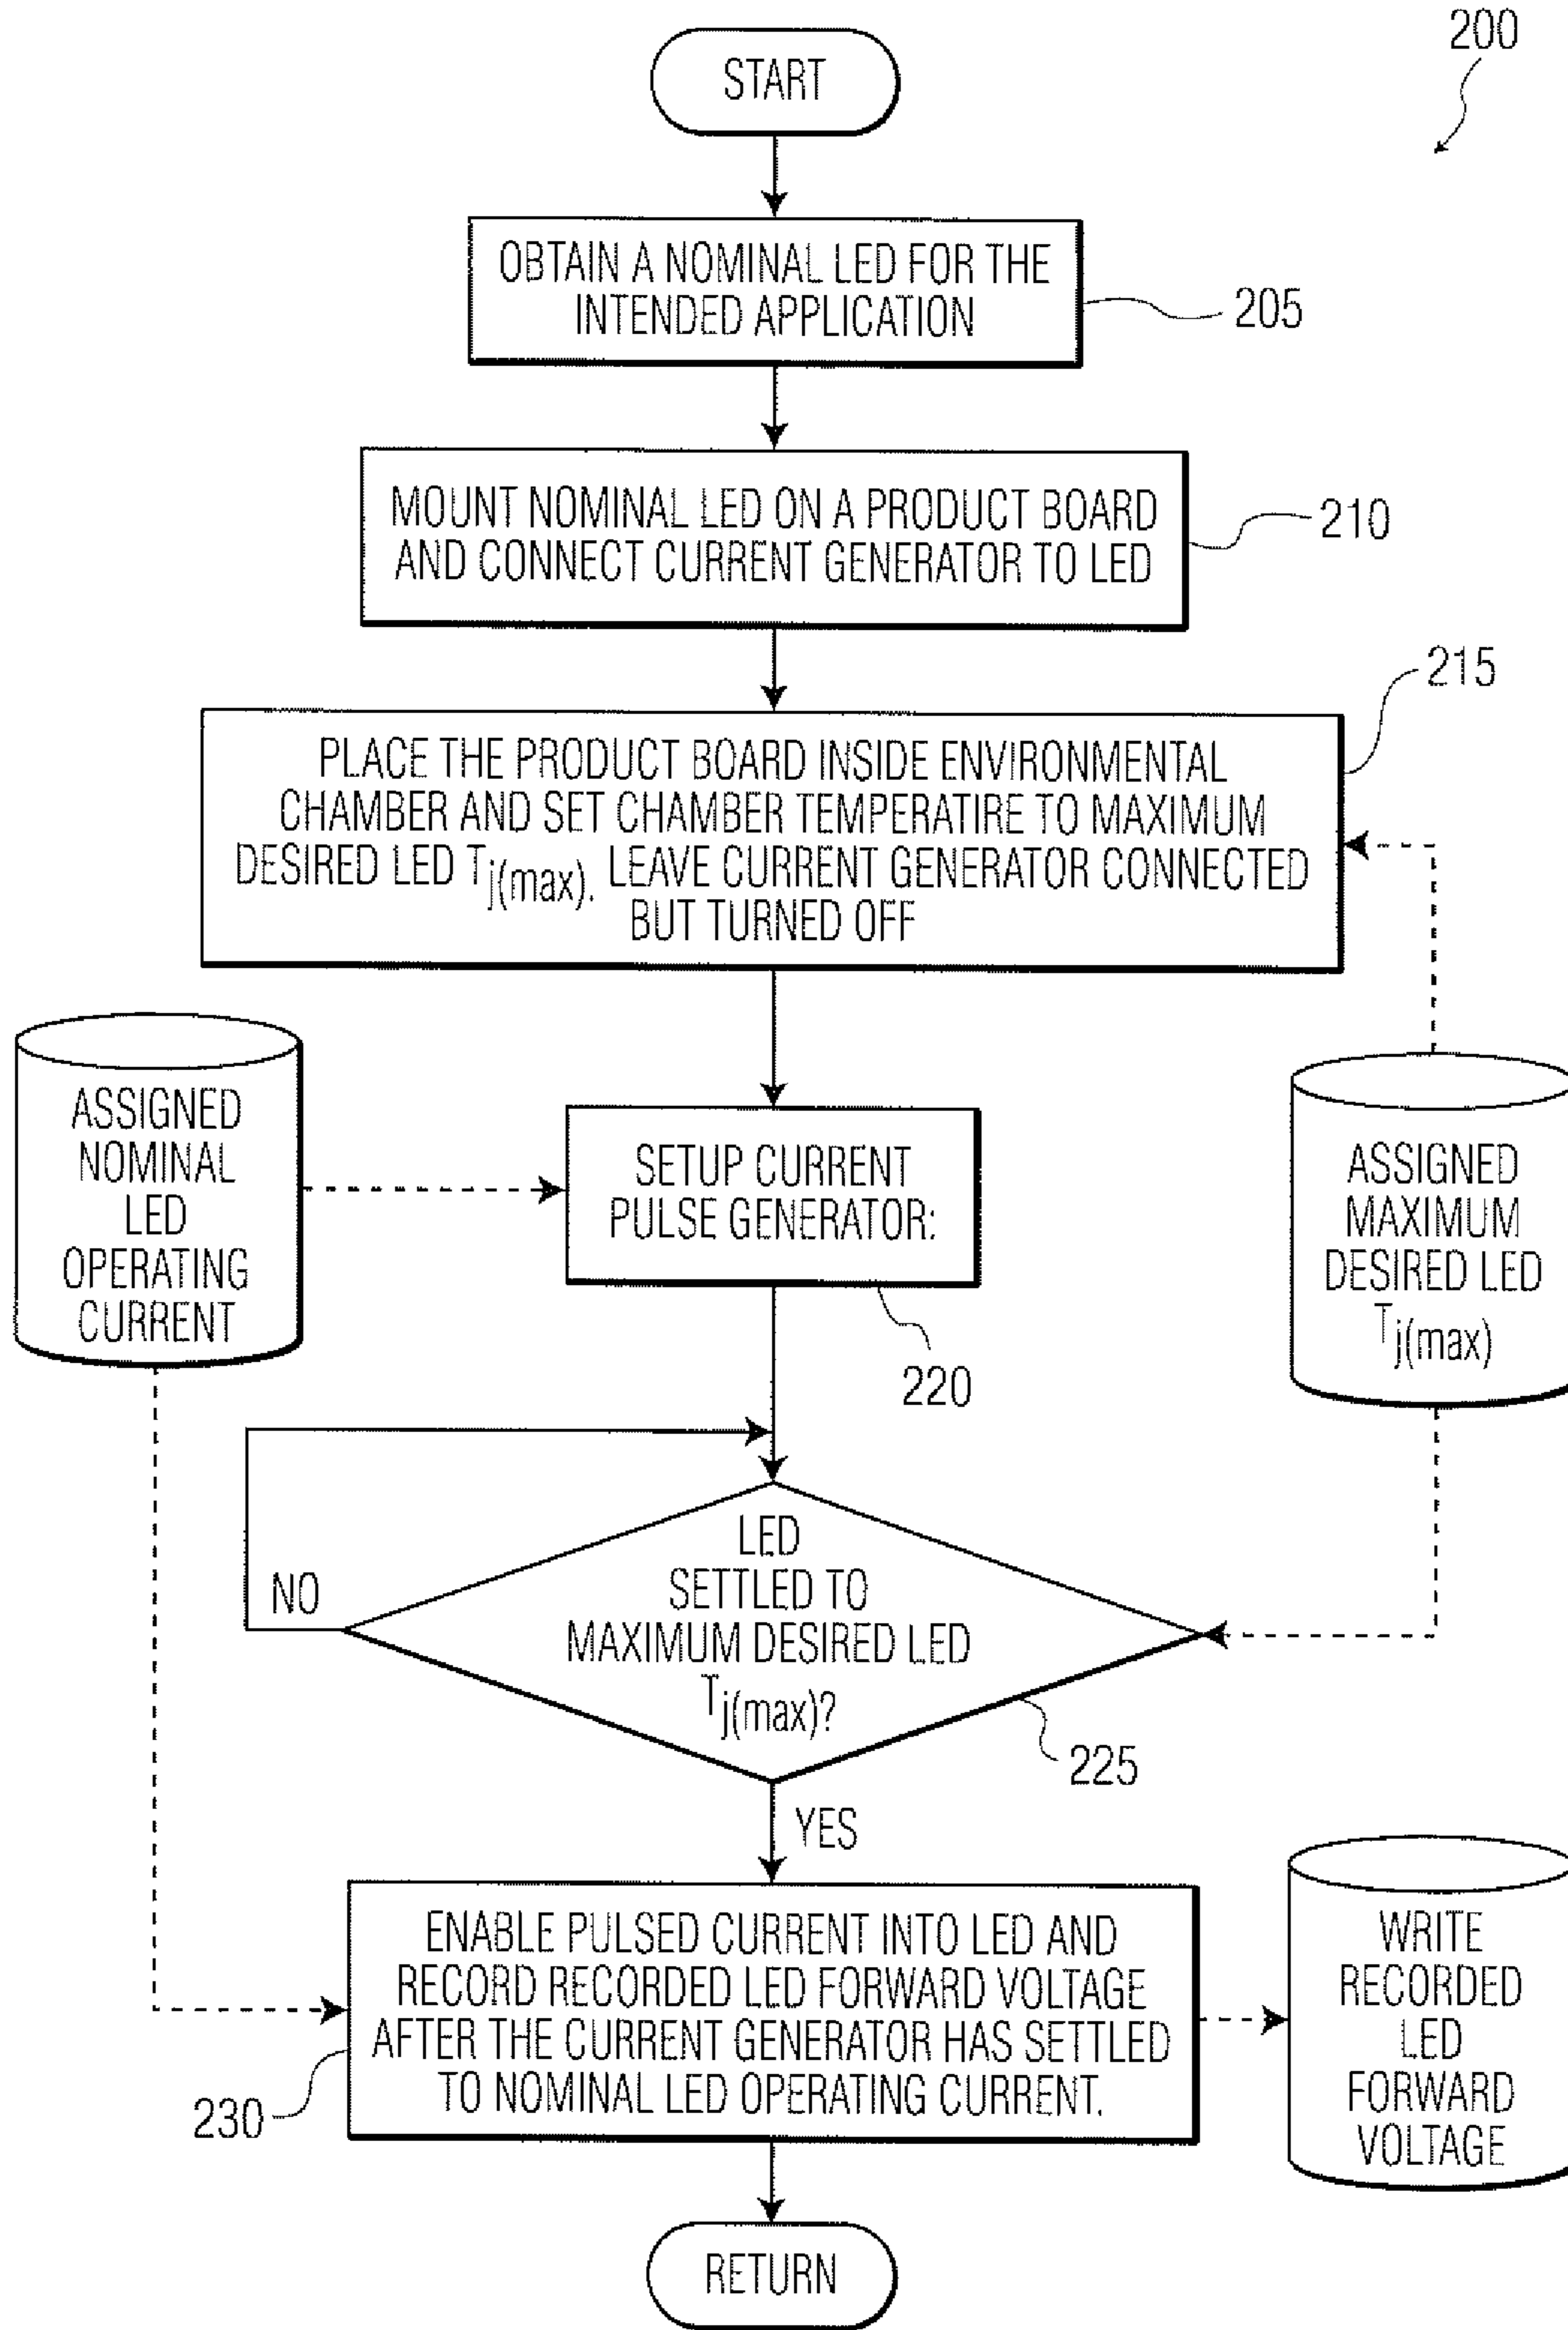 200
START
OBTAIN A NOMINAL LED FOR THE
INTENDED APPLICATION
205
MOUNT NOMINAL LED ON A PRODUCT BOARD
AND CONNECT CURRENT GENERATOR TO LED
210
215
PLACE THE PRODUCT BOARD INSIDE ENVIRONMENTAL
CHAMBER AND SET CHAMBER TEMPERATIRE TO MAXIMUM
DESIRED LED Tj(max). LEAVE CURRENT GENERATOR CONNECTED
BUT TURNED OFF
ASSIGNED
NOMINAL
LED
OPERATING
CURRENT
SETUP CURRENT
PULSE GENERATOR:
220
ASSIGNED
MAXIMUM
DESIRED LED
Tj(max)
LED
SETTLED TO
MAXIMUM DESIRED LED
Tj(max)?
NO
225
YES
ENABLE PULSED CURRENT INTO LED AND
RECORD RECORDED LED FORWARD VOLTAGE
AFTER THE CURRENT GENERATOR HAS SETTLED
TO NOMINAL LED OPERATING CURRENT.
230
WRITE
RECORDED
LED
FORWARD
VOLTAGE
RETURN